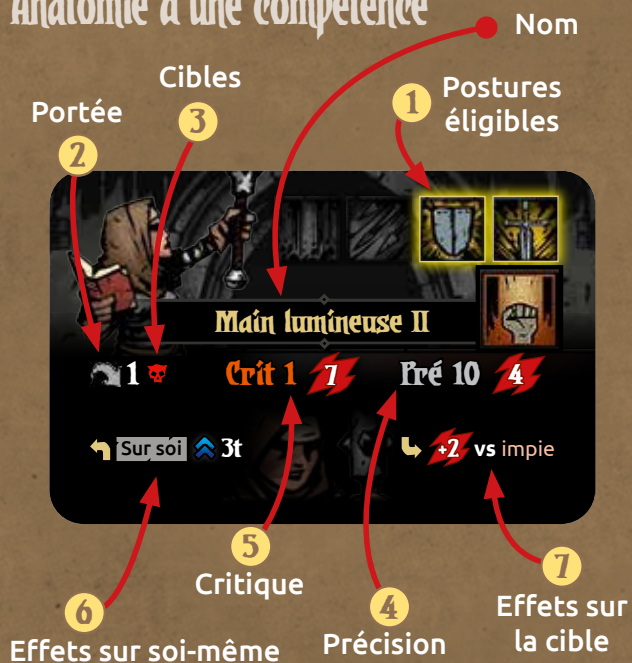 Anatomie d'une compétence
Nom
Cibles
Portée
1
Postures
éligibles
3
2
Main lumineuse II
1
Crit 1
7
Pré 10
4
Sur soi
3t
+2 vs impie
5
Critique
4
Précision
7
Effets sur
la cible
6
Effets sur soi-même